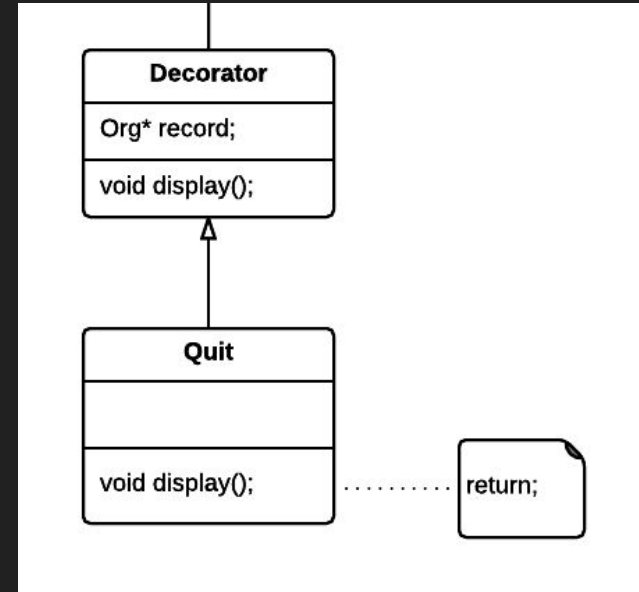 Decorator
Org* record;
void display();
Quit
void display();
return;